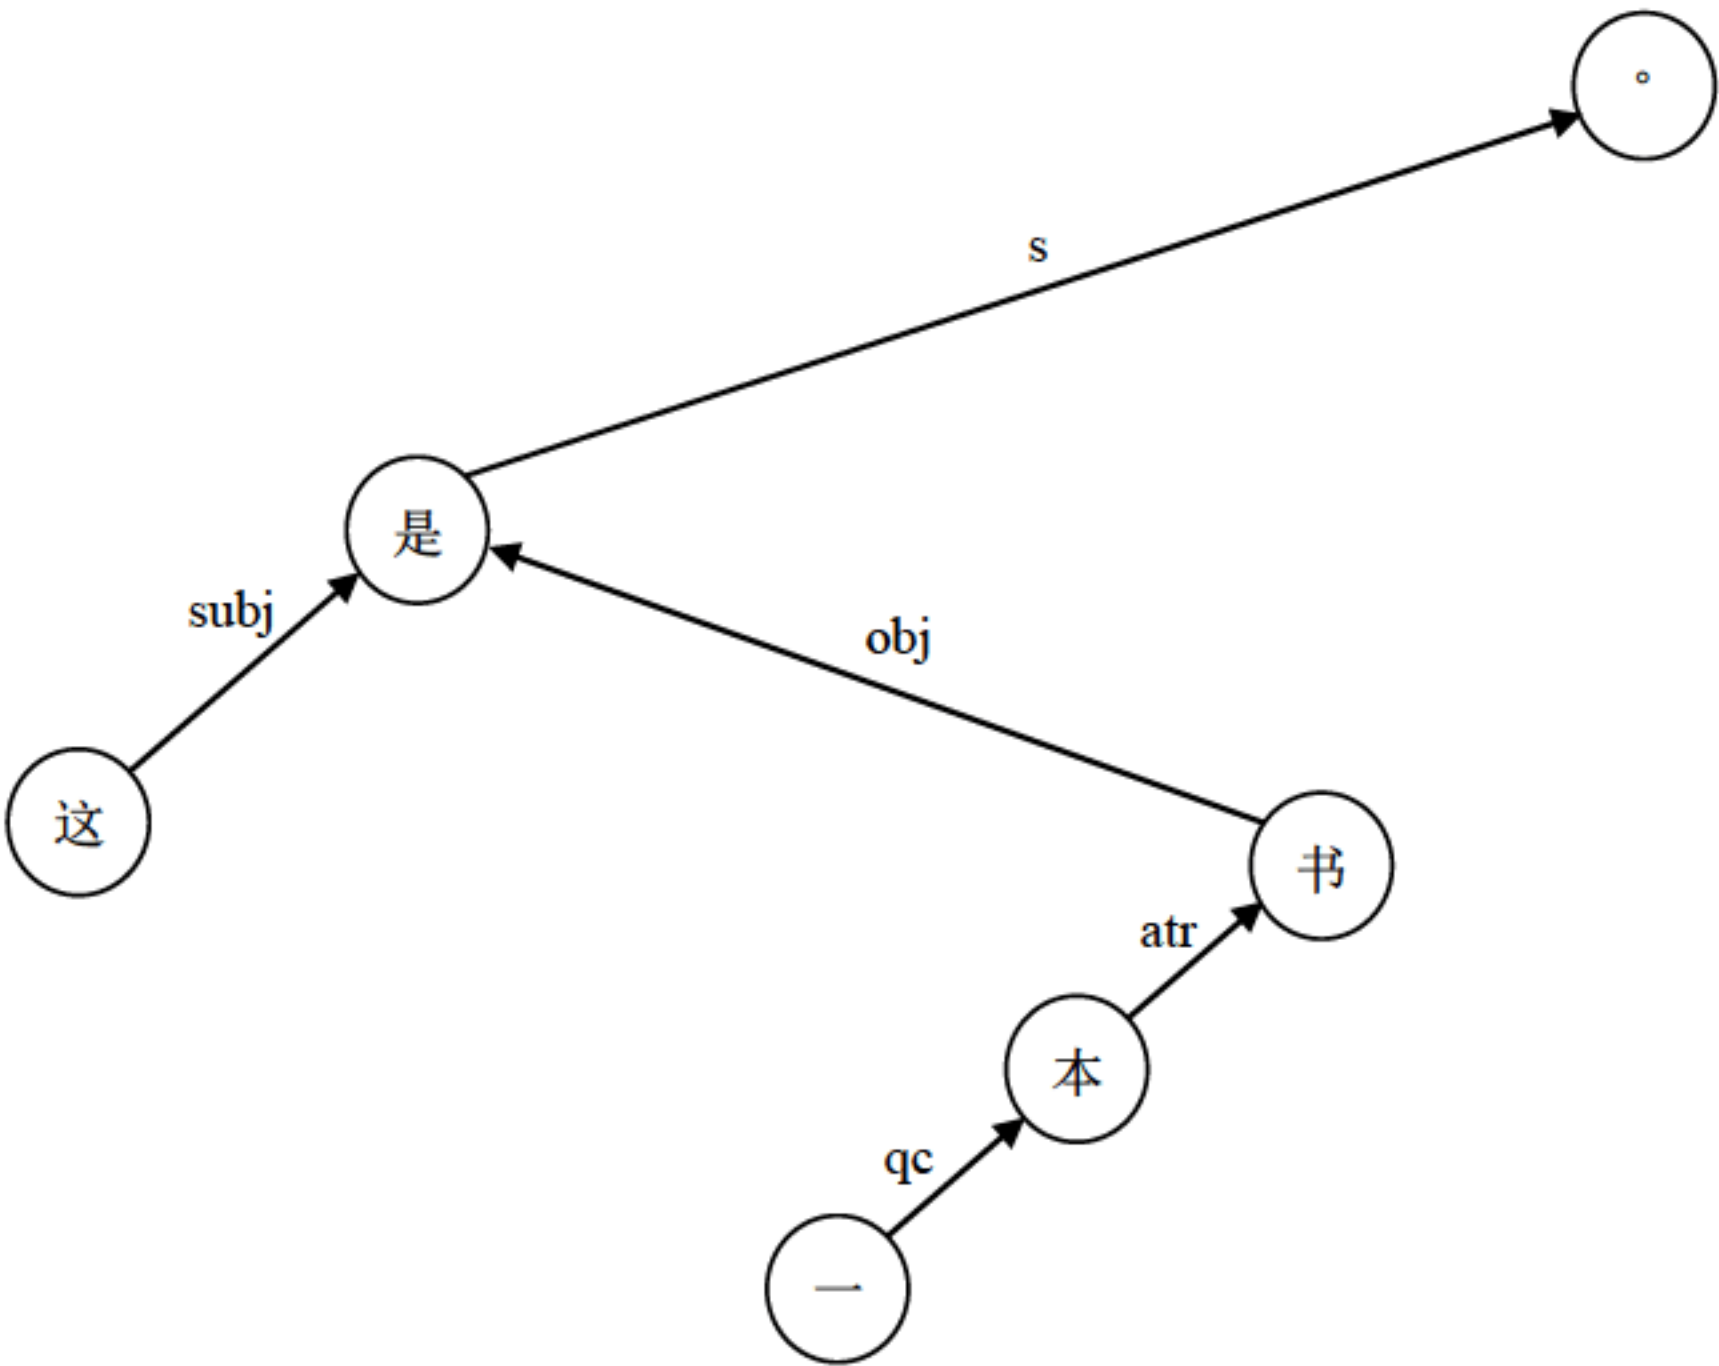 。
s
是
subj
obj
这
书
atr
本
qc
一